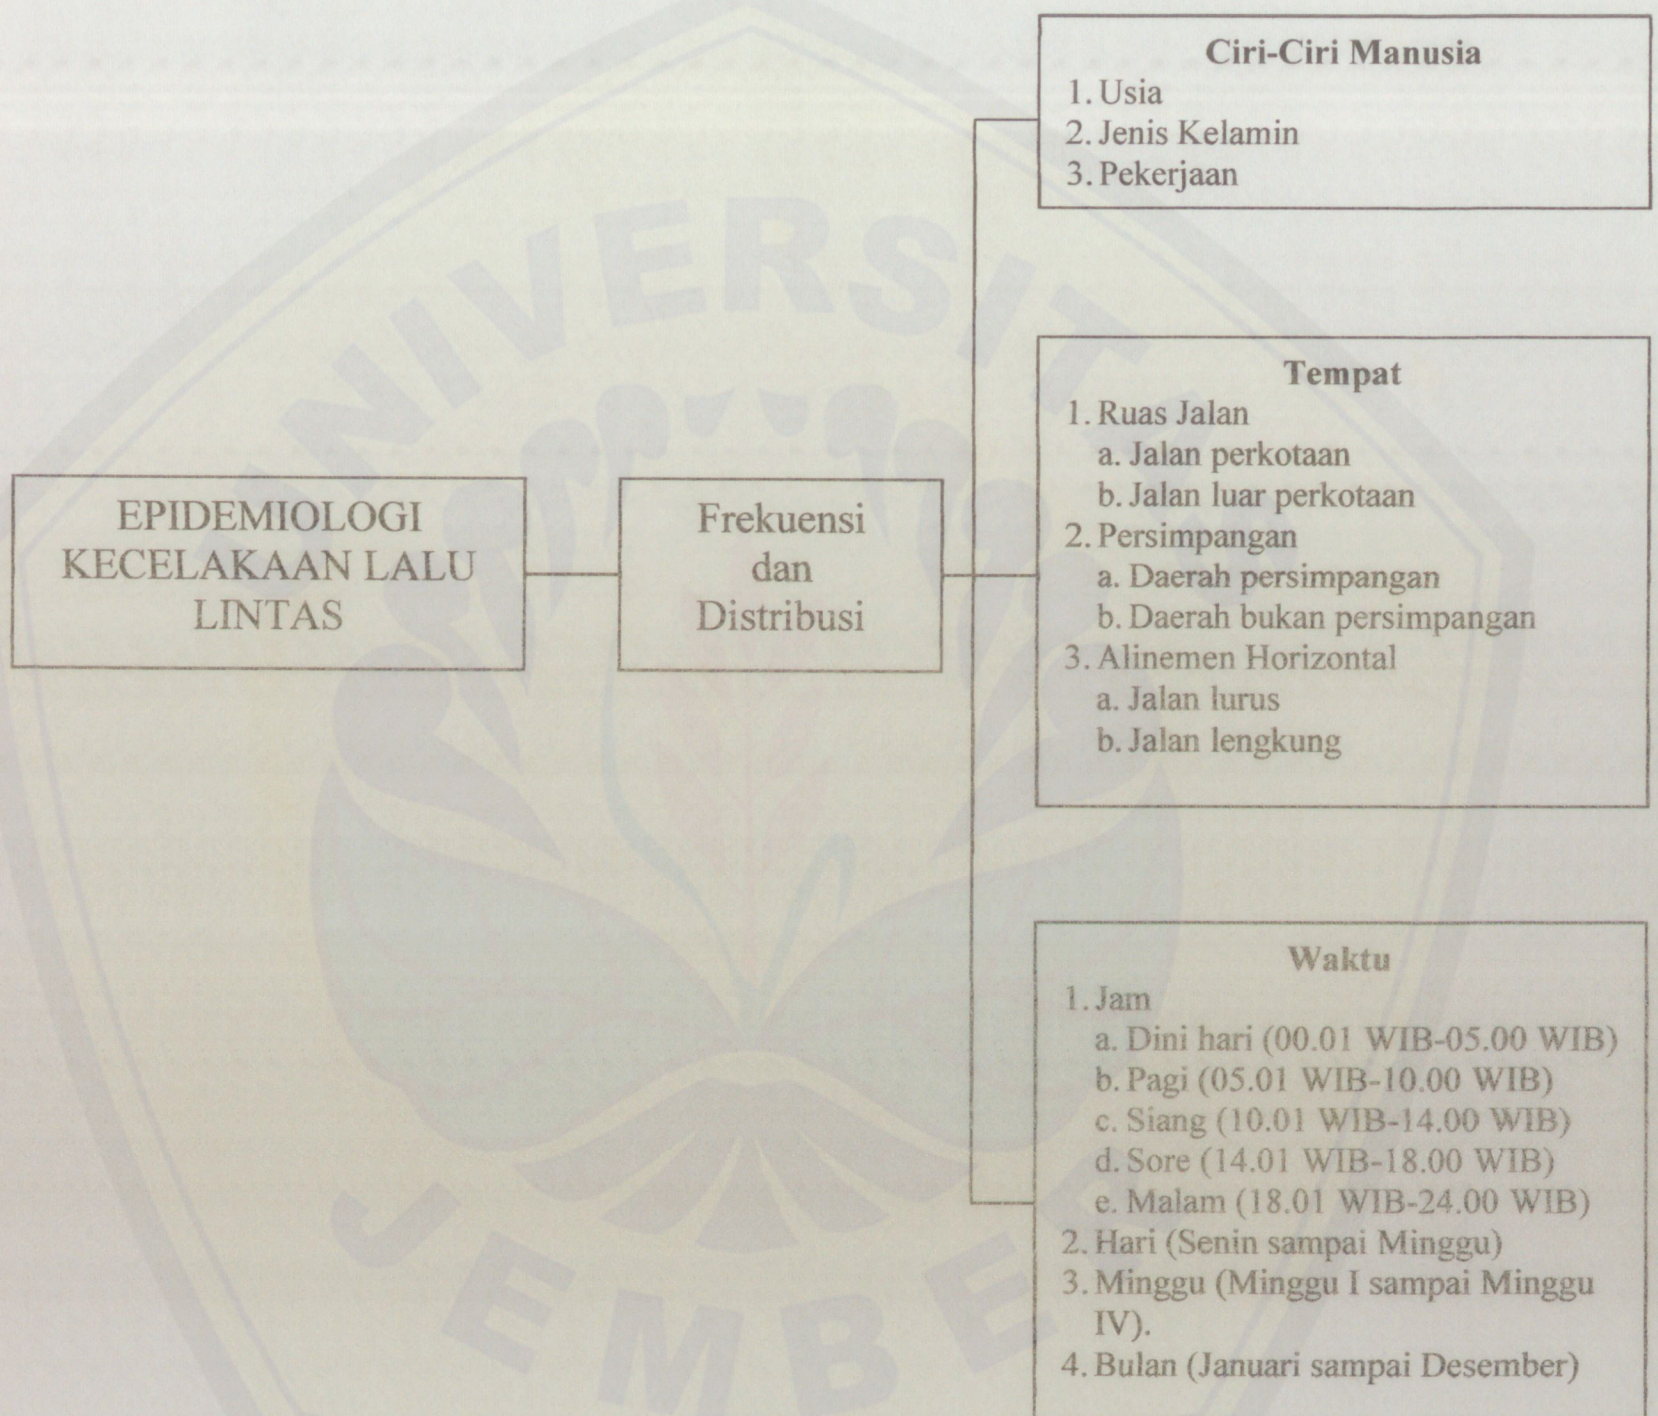 Ciri-Ciri Manusia
1. Usia
2. Jenis Kelamin
3. Pekerjaan
Tempat
1. Ruas Jalan
a. Jalan perkotaan
b. Jalan luar perkotaan
2. Persimpangan
a. Daerah persimpangan
b. Daerah bukan persimpangan
3. Alinemen Horizontal
a. Jalan lurus
b. Jalan lengkung
EPIDEMIOLOGI
KECELAKAAN LALU
LINTAS
Frekuensi
dan
Distribusi
Waktu
1. Jam
a. Dini hari (00.01 WIB-05.00 WIB)
b. Pagi (05.01 WIB-10.00 WIB)
c. Siang (10.01 WIB-14.00 WIB)
d. Sore (14.01 WIB-18.00 WIB)
e. Malam (18.01 WIB-24.00 WIB)
2. Hari (Senin sampai Minggu)
3. Minggu (Minggu I sampai Minggu
IV).
4. Bulan (Januari sampai Desember)